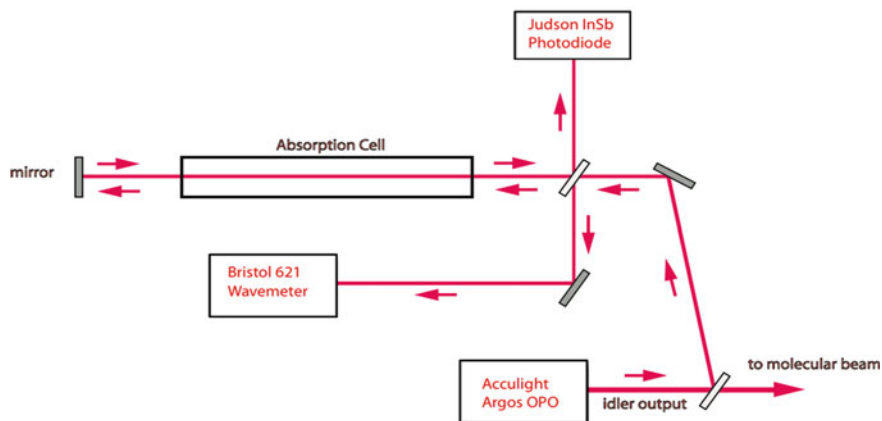 Judson InSb
Photodiode
Absorption Cell
mirror
Bristol 621
Wavemeter
to molecular beam
Acculight
Argos OPO
idler output